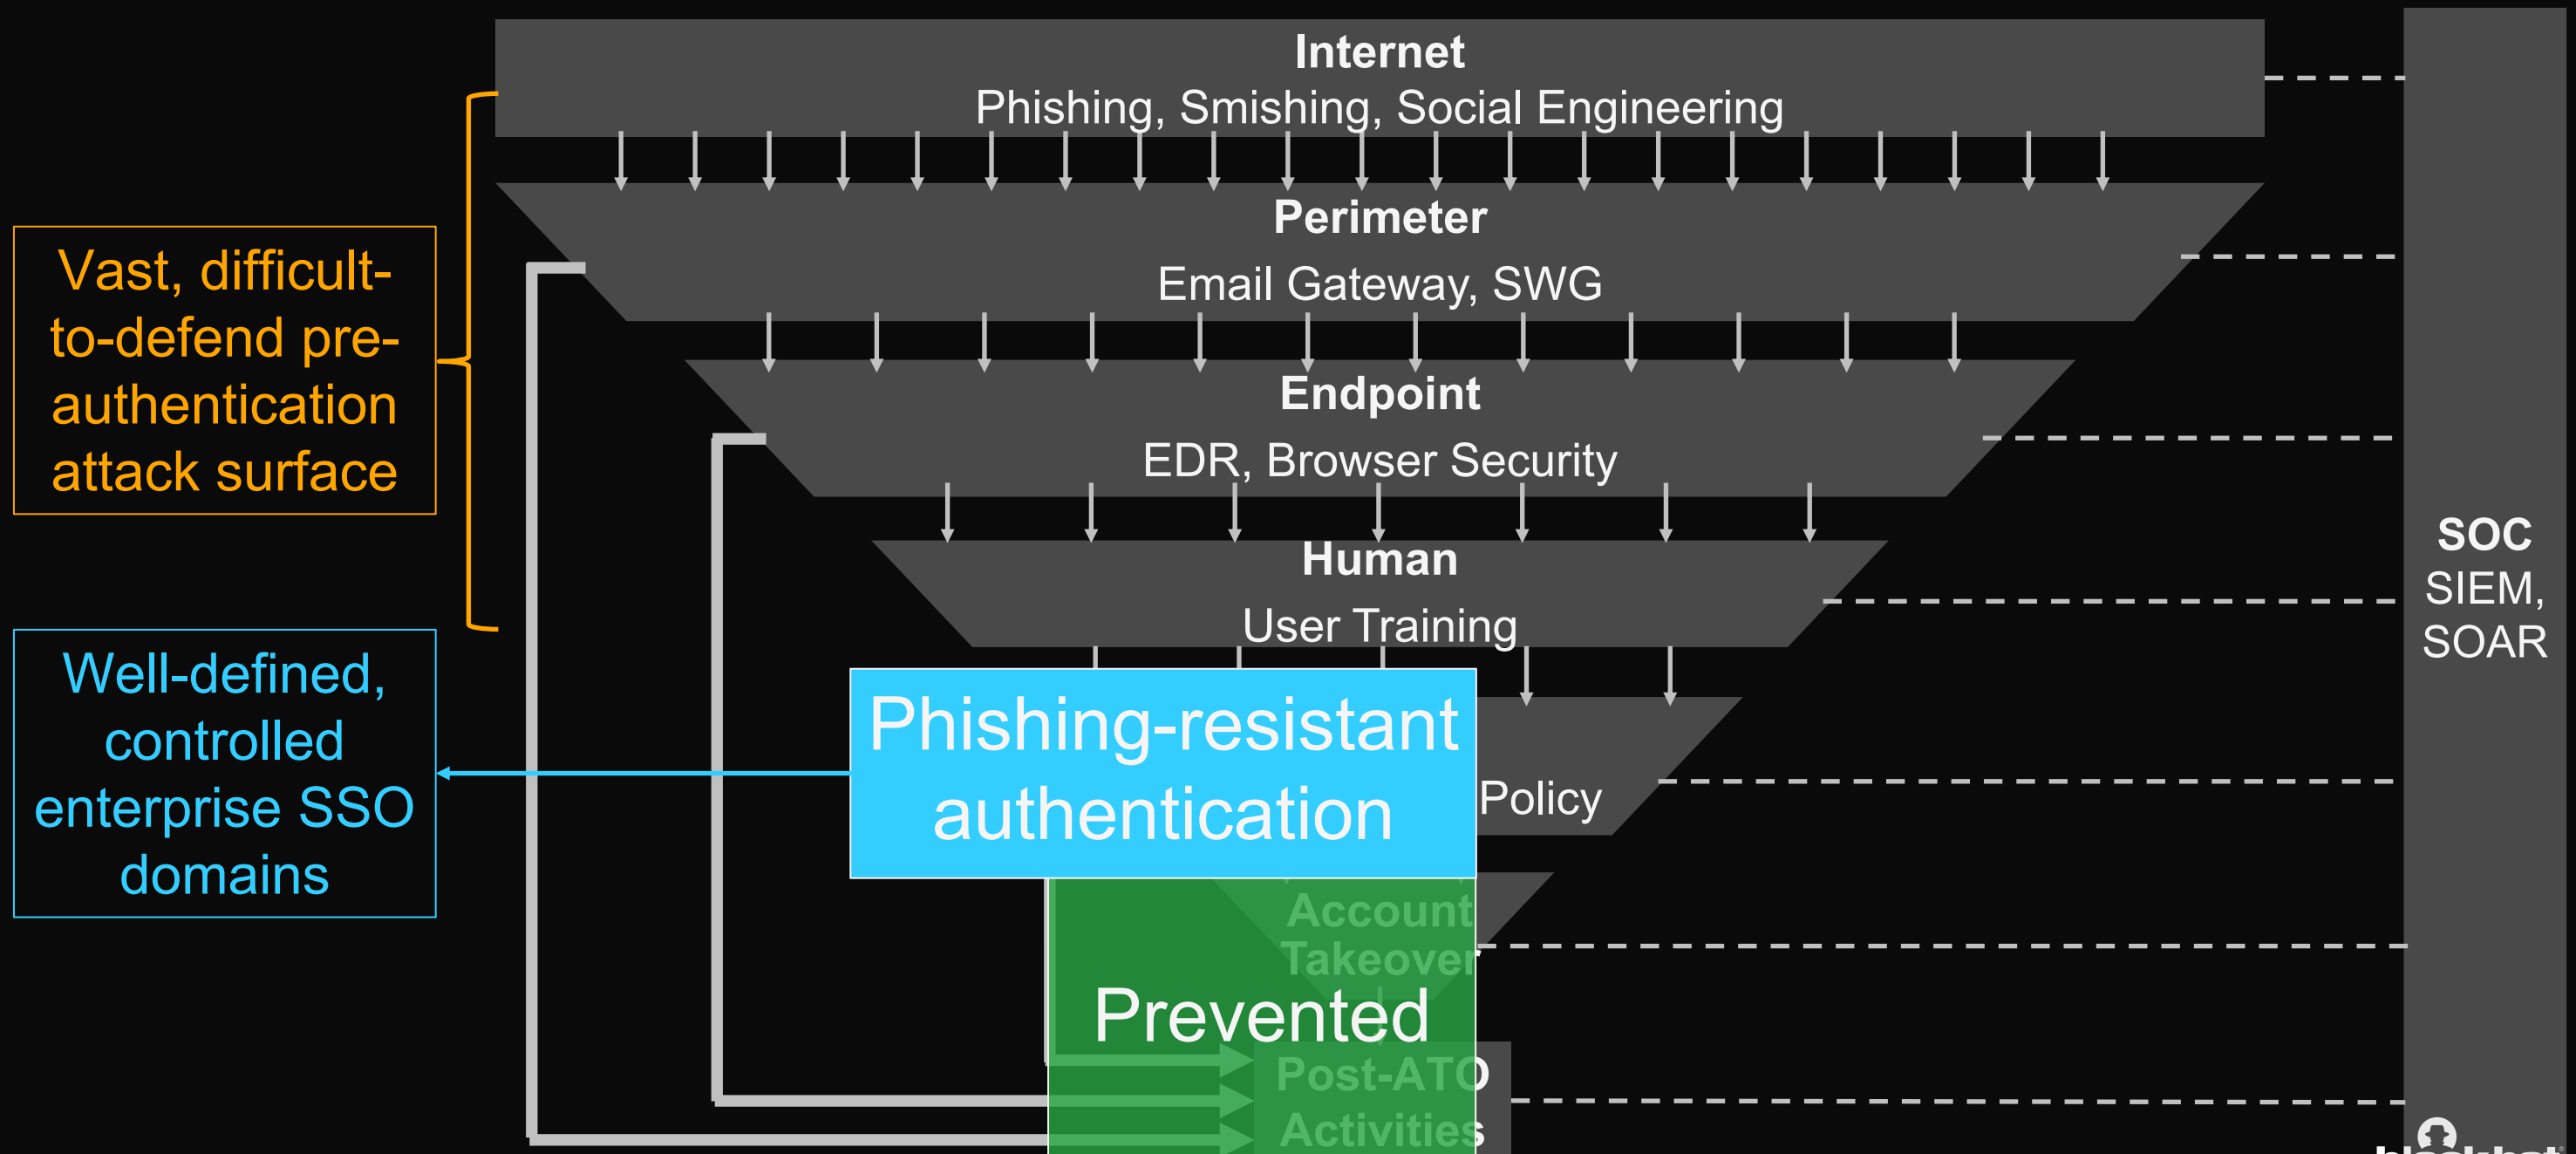 Internet
Phishing, Smishing, Social Engineering
Perimeter
Email Gateway, SWG
Vast, difficult-
to-defend pre-
authentication
attack surface
Endpoint
EDR, Browser Security
Human
User Training
SOC
SIEM,
SOAR
Well-defined,
controlled
enterprise SSO
domains
Phishing-resistant
authentication
Policy
Account
Takeover
Prevented
Post-ATO
Activities